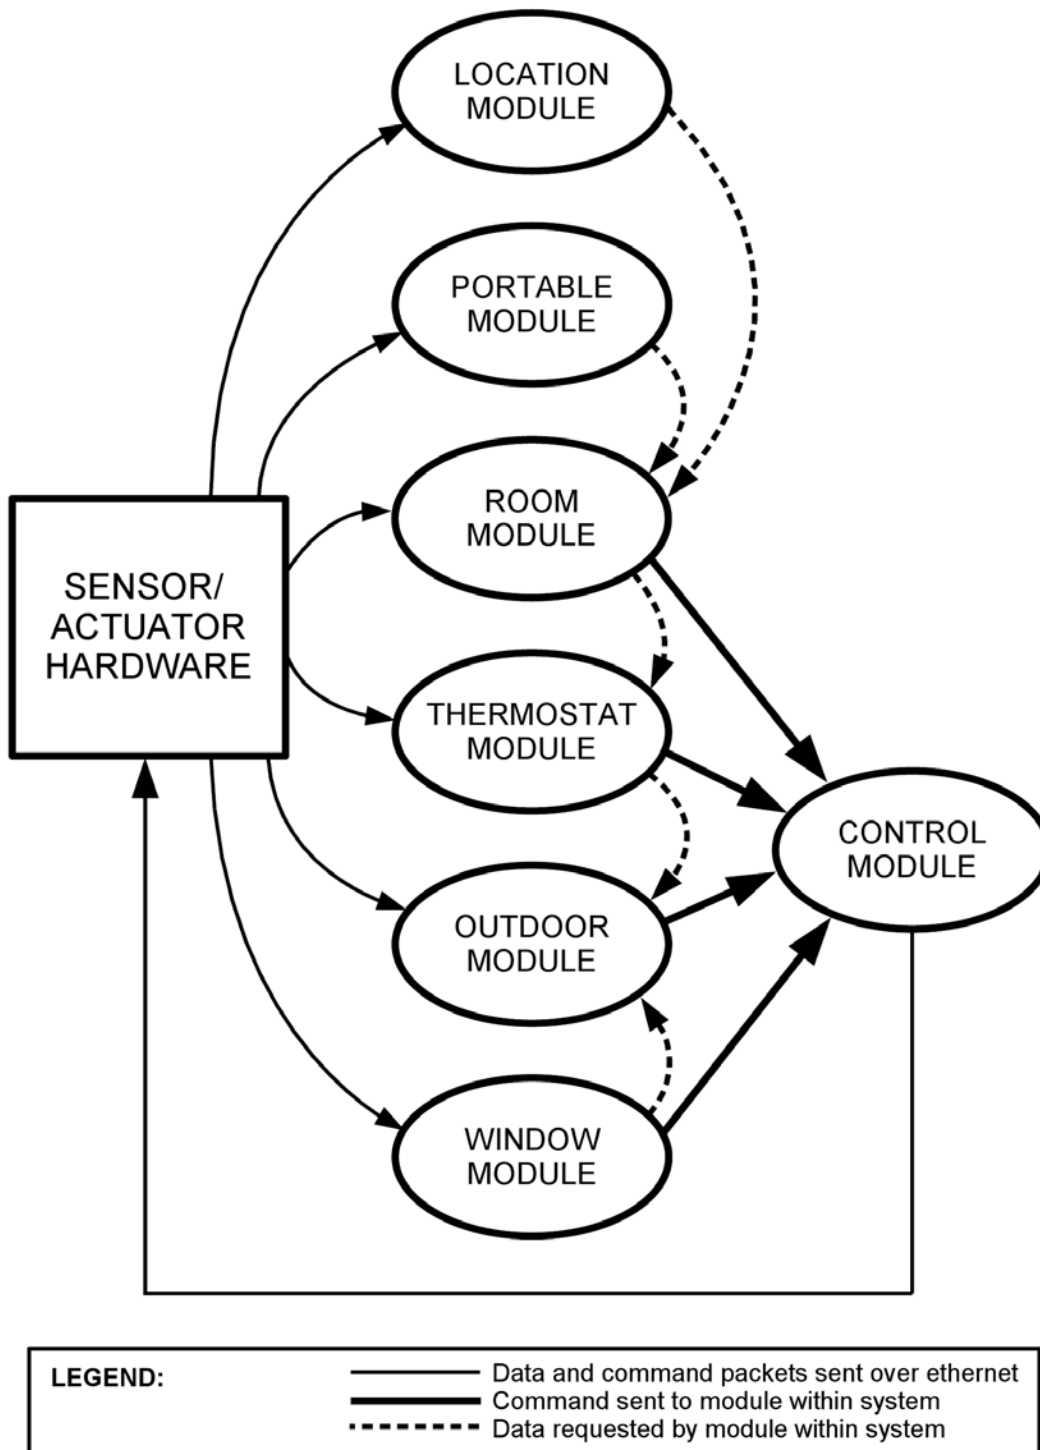 LOCATION
MODULE
PORTABLE
MODULE
ROOM
MODULE
SENSOR/
ACTUATOR
HARDWARE
THERMOSTAT
MODULE
CONTROL
MODULE
OUTDOOR
MODULE
WINDOW
MODULE
LEGEND:
Data and command packets sent over ethernet
Command sent to module within system
Data requested by module within system